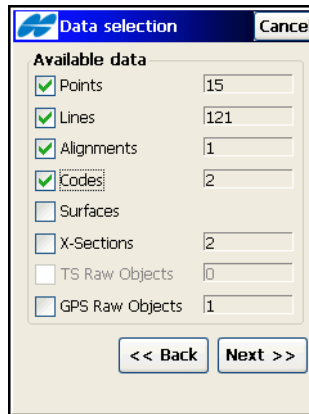 Data selection Cancel
Available data
Points 15
Lines 121
Alignments 1
Codes 2
Surfaces
X-Sections 2
TS Raw Objects 0
GPS Raw Objects 1
<< Back Next >>